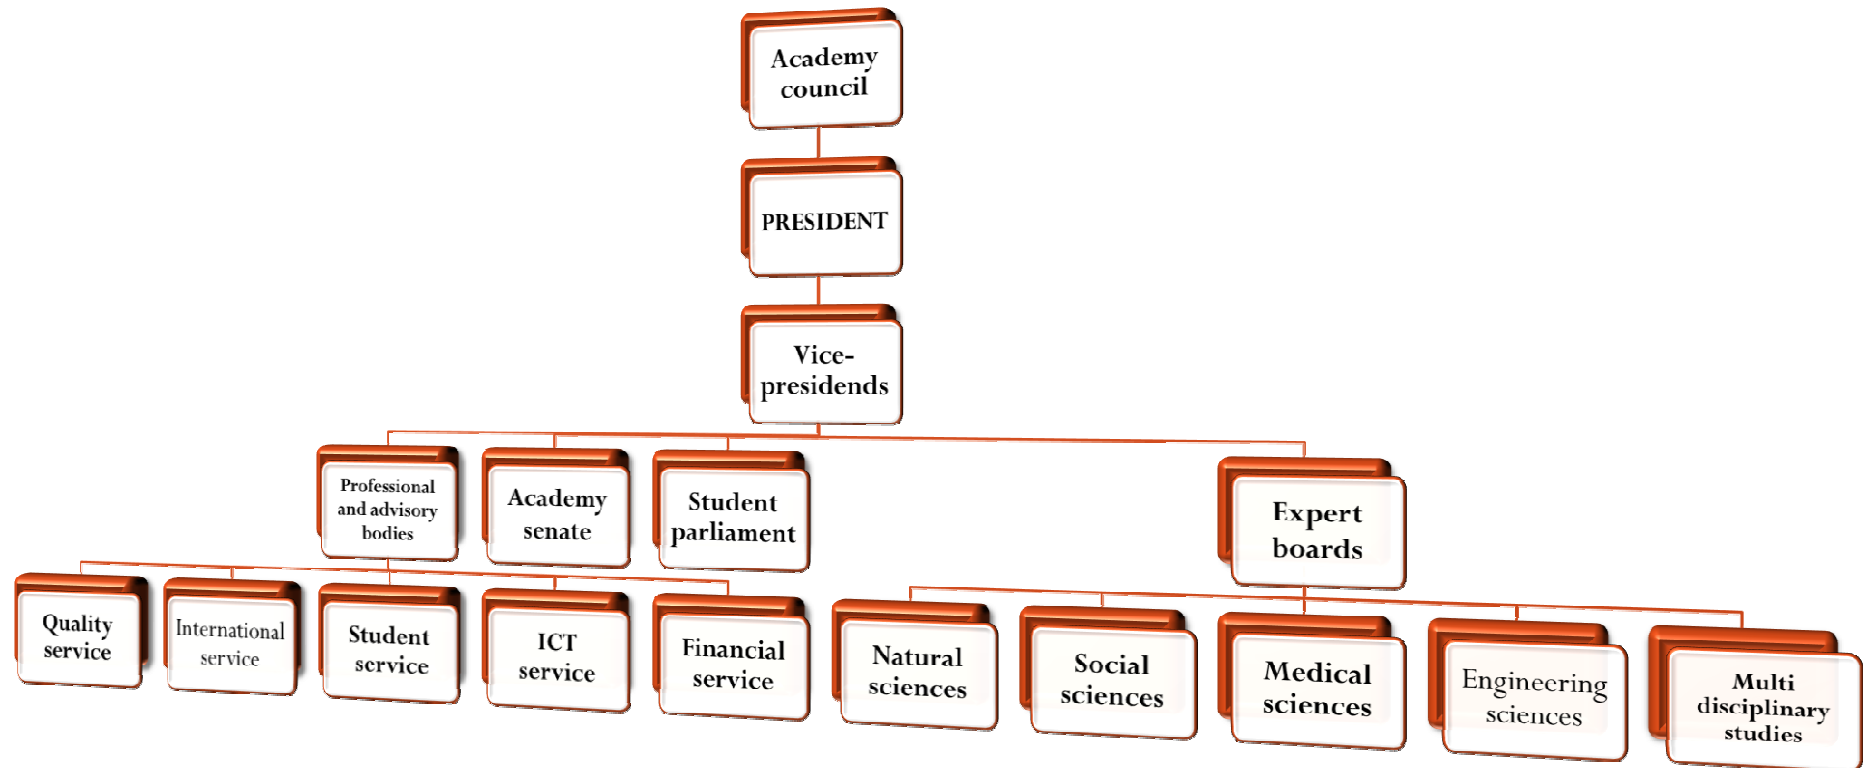 Academy
council
PRESIDENT
Vice-
presidends
Professional
and advisory
bodies
Academy
senate
Student
parliament
Expert
boards
Quality
service
International
service
Student
service
ICT
service
Financial
service
Natural
sciences
Social
sciences
Medical
sciences
Engineering
sciences
Multi
disciplinary
studies